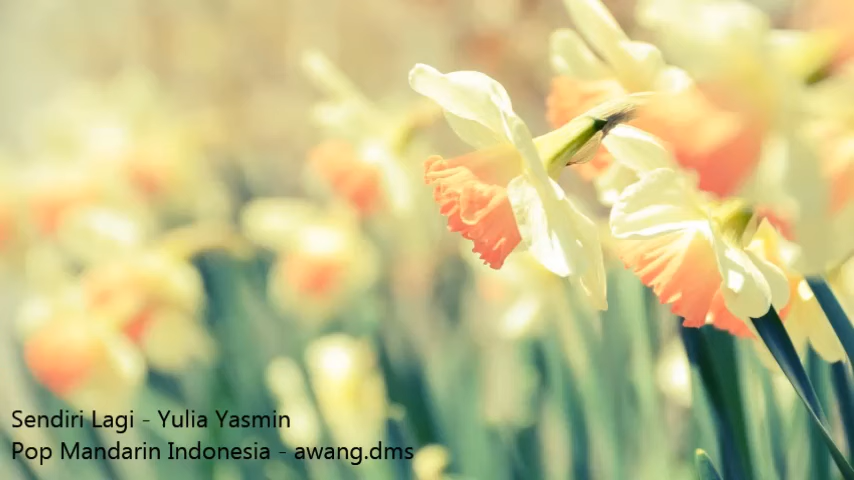 Sendiri Lagi - Yulia Yasmin
Pop Mandarin Indonesia - awang.dms